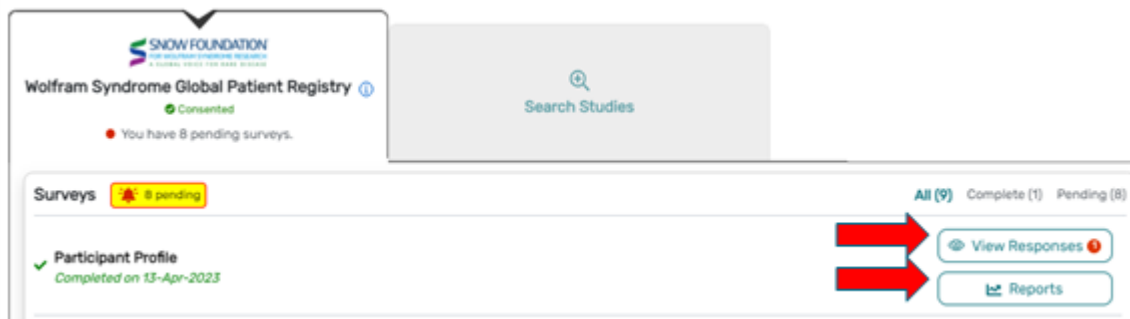 SNOW FOUNDATION
FOR WOLFRAM SYNDROME RESEARCH
A GLOBAL VOICE FOR RARE DISEASE
Wolfram Syndrome Global Patient Registry
Consented
You have 8 pending surveys.
Search Studies
Surveys 8 pending All (9) Complete (1) Pending (8)
Participant Profile
Completed on 13-Apr-2023
View Responses
Reports